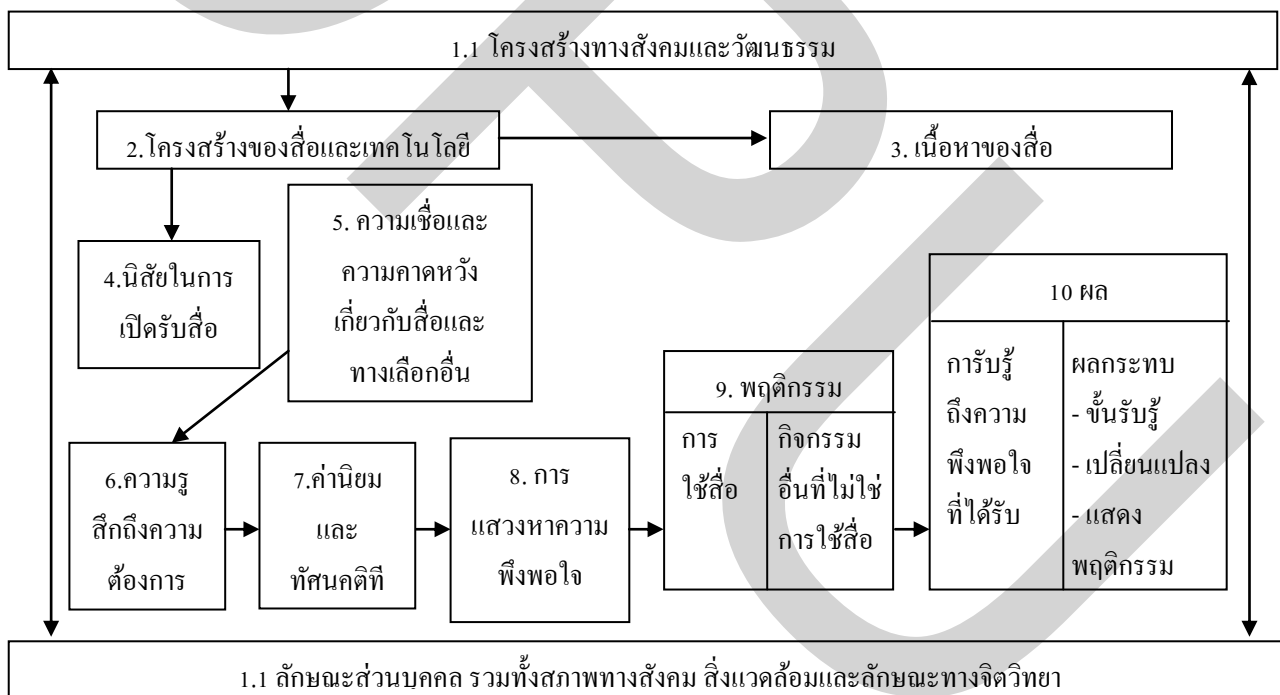 1.1 โครงสร้างทางสังคมและวัฒนธรรม
2.โครงสร้างของสื่อและเทคโนโลยี
3. เนื้อหาของสื่อ
4.นิสัยในการ
เปิดรับสื่อ
5. ความเชื่อและ
ความคาดหวัง
เกี่ยวกับสื่อและ
ทางเลือกอื่น
6.ความรู
สึกถึงความ
ต้องการ
7.ค่านิยม
และ
ทัศนคติที
8. การ
แสวงหาความ
พึงพอใจ
9. พฤติกรรม
การ
ใช้สื่อ
กิจกรรม
อื่นที่ไม่ใช่
การใช้สื่อ
10 ผล
การับรู้
ถึงความ
พึงพอใจ
ที่ได้รับ
ผลกระทบ
- ขั้นรับรู้
- เปลี่ยนแปลง
- แสดง
พฤติกรรม
1.1 ลักษณะส่วนบุคคล รวมทั้งสภาพทางสังคม สิ่งแวดล้อมและลักษณะทางจิตวิทยา